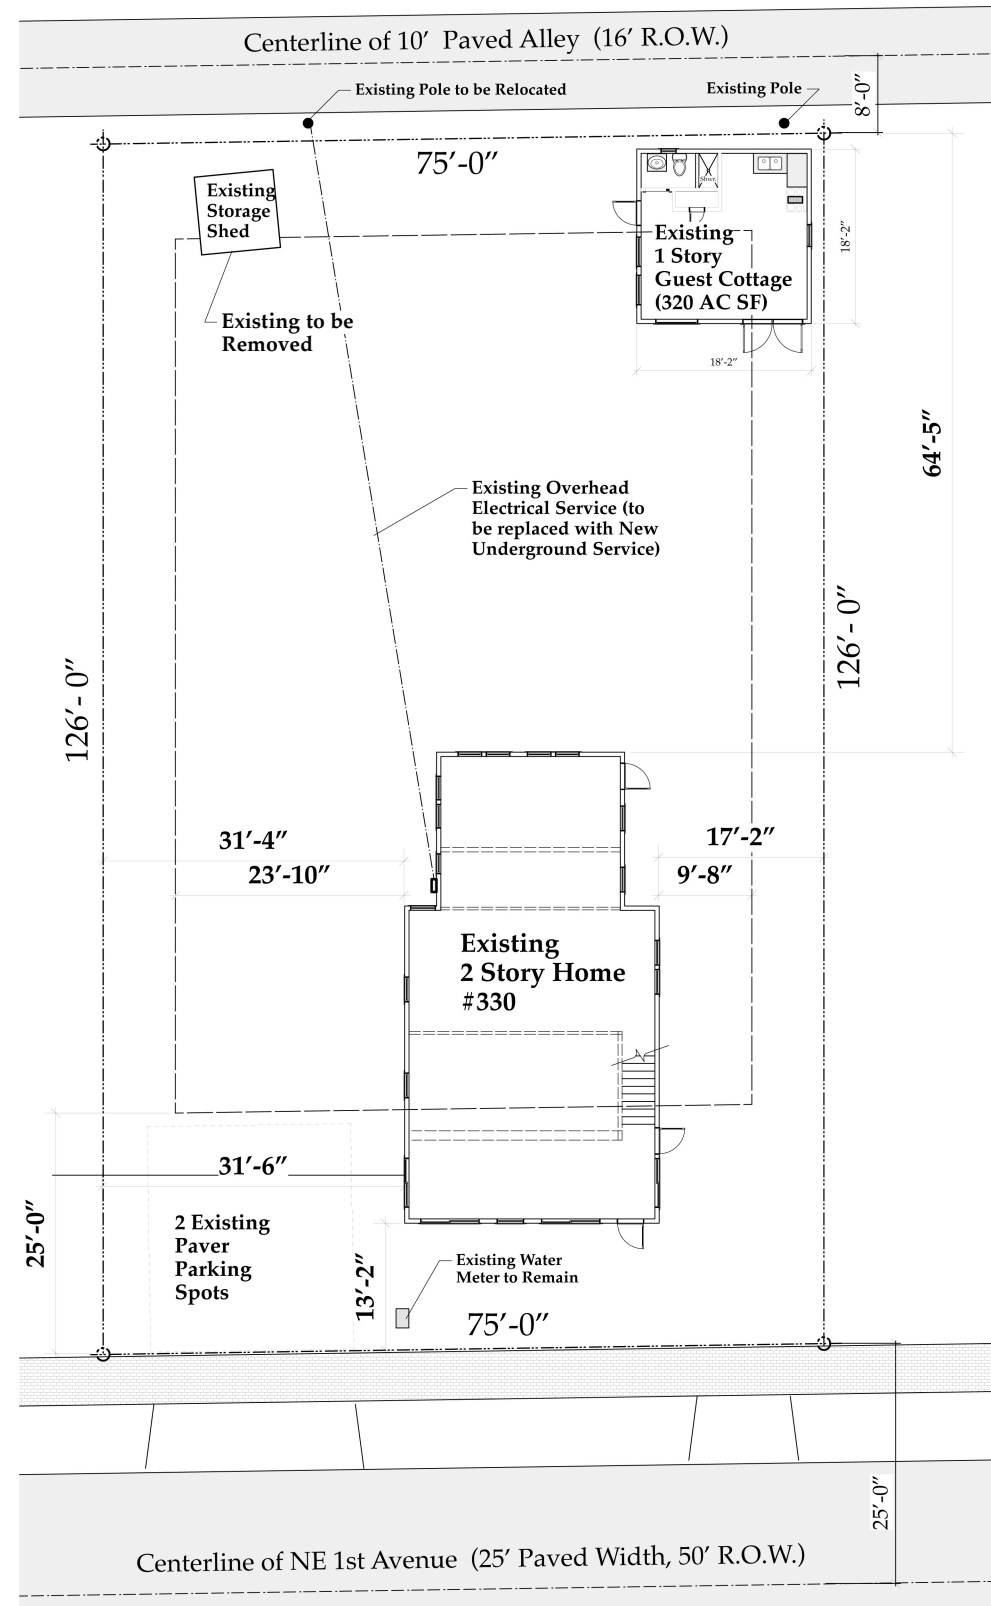 Centerline of 10' Paved Alley (16' R.O.W.)
Existing Pole to be Relocated
Existing Pole
8'-0"
75'-0"
Existing
Storage
Shed
Shwr.
Existing
1 Story
Guest Cottage
(320 AC SF)
18'-2"
18'-2"
Existing to be
Removed
64'-5"
Existing Overhead
Electrical Service (to
be replaced with New
Underground Service)
126'- 0"
126'- 0"
31'-4"
23'-10"
17'-2"
9'-8"
Existing
2 Story Home
#330
31'-6"
25'-0"
2 Existing
Paver
Parking
Spots
13'-2"
Existing Water
Meter to Remain
75'-0"
25'-0"
Centerline of NE 1st Avenue (25' Paved Width, 50' R.O.W.)